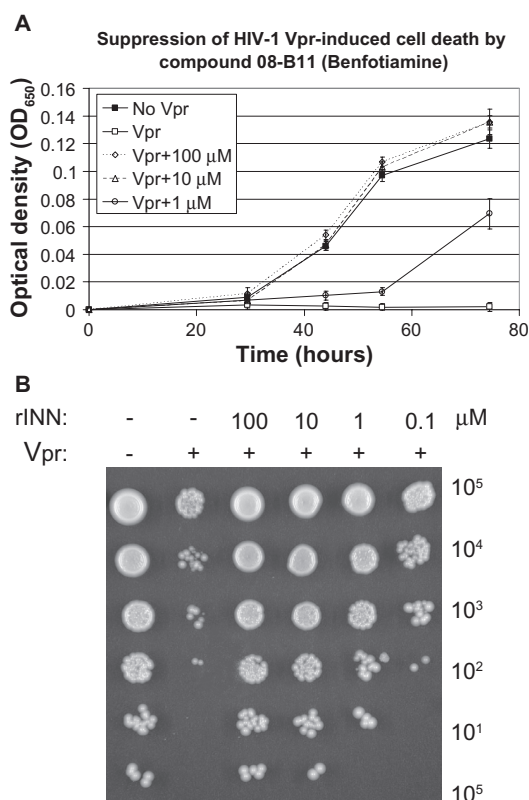 A
Suppression of HIV-1 Vpr-induced cell death by
compound 08-B11 (Benfotiamine)
Optical density (OD650)
0.16
0.14
0.12
0.1
0.08
0.06
0.04
0.02
0
No Vpr
Vpr
Vpr+100 μM
Vpr+10 μM
Vpr+1 μM
0 20 40 60 80
Time (hours)
B
rINN: - - 100 10 1 0.1 μM
Vpr: - + + + + +
10⁵
10⁴
10³
10²
10¹
10⁵